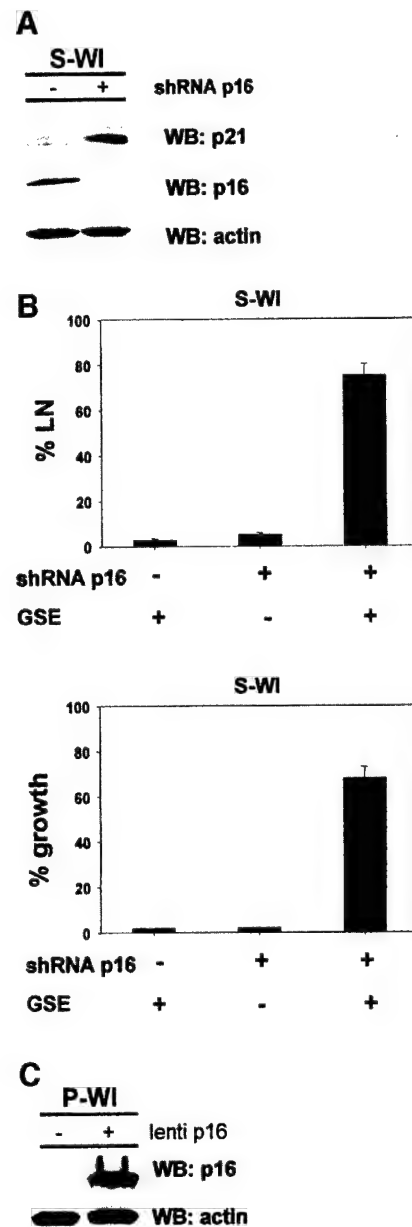 A
S-WI
- + shRNA p16
WB: p21
WB: p16
WB: actin
B
S-WI
100
80
60
40
20
0
% LN
shRNA p16 - + +
GSE + - +
S-WI
100
80
60
40
20
0
% growth
shRNA p16 - + +
GSE + - +
C
P-WI
- + lenti p16
WB: p16
WB: actin